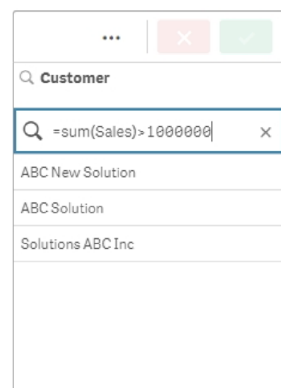 Customer
=sum(Sales)>1000000
ABC New Solution
ABC Solution
Solutions ABC Inc